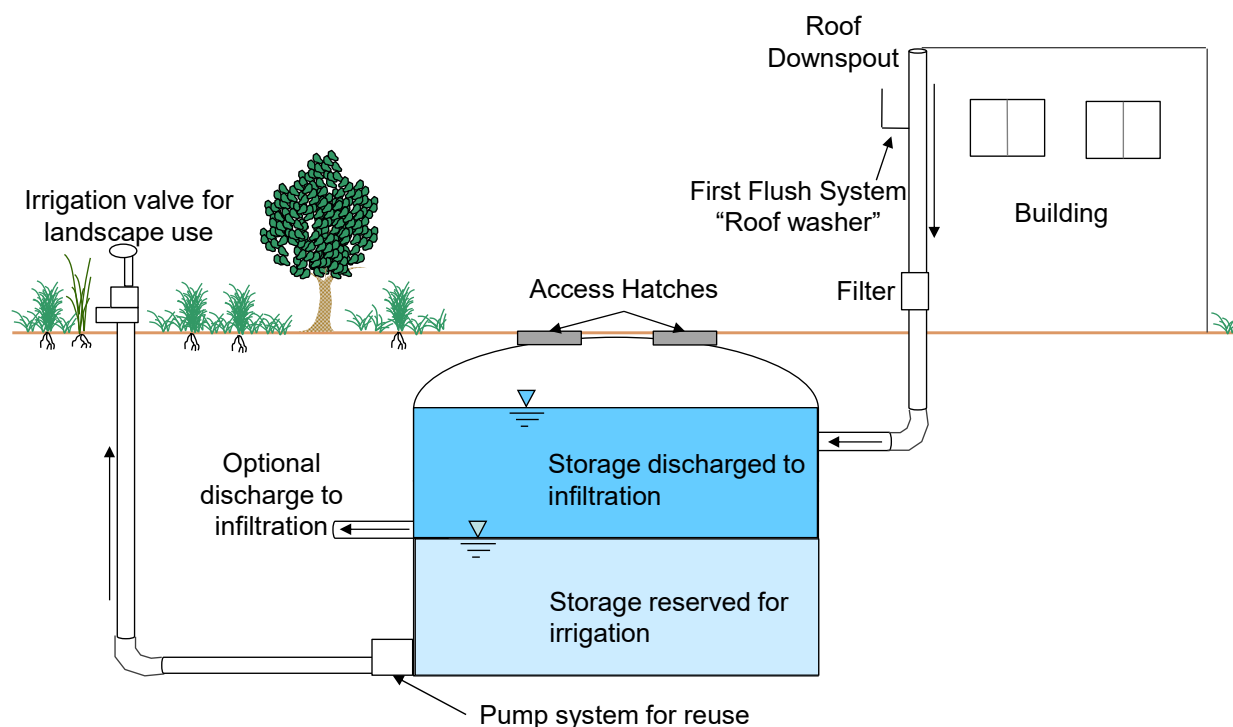 Roof
Downspout
First Flush System
“Roof washer”
Building
Irrigation valve for
landscape use
Access Hatches
Filter
Optional
discharge to
infiltration
Storage discharged to
infiltration
Storage reserved for
irrigation
Pump system for reuse